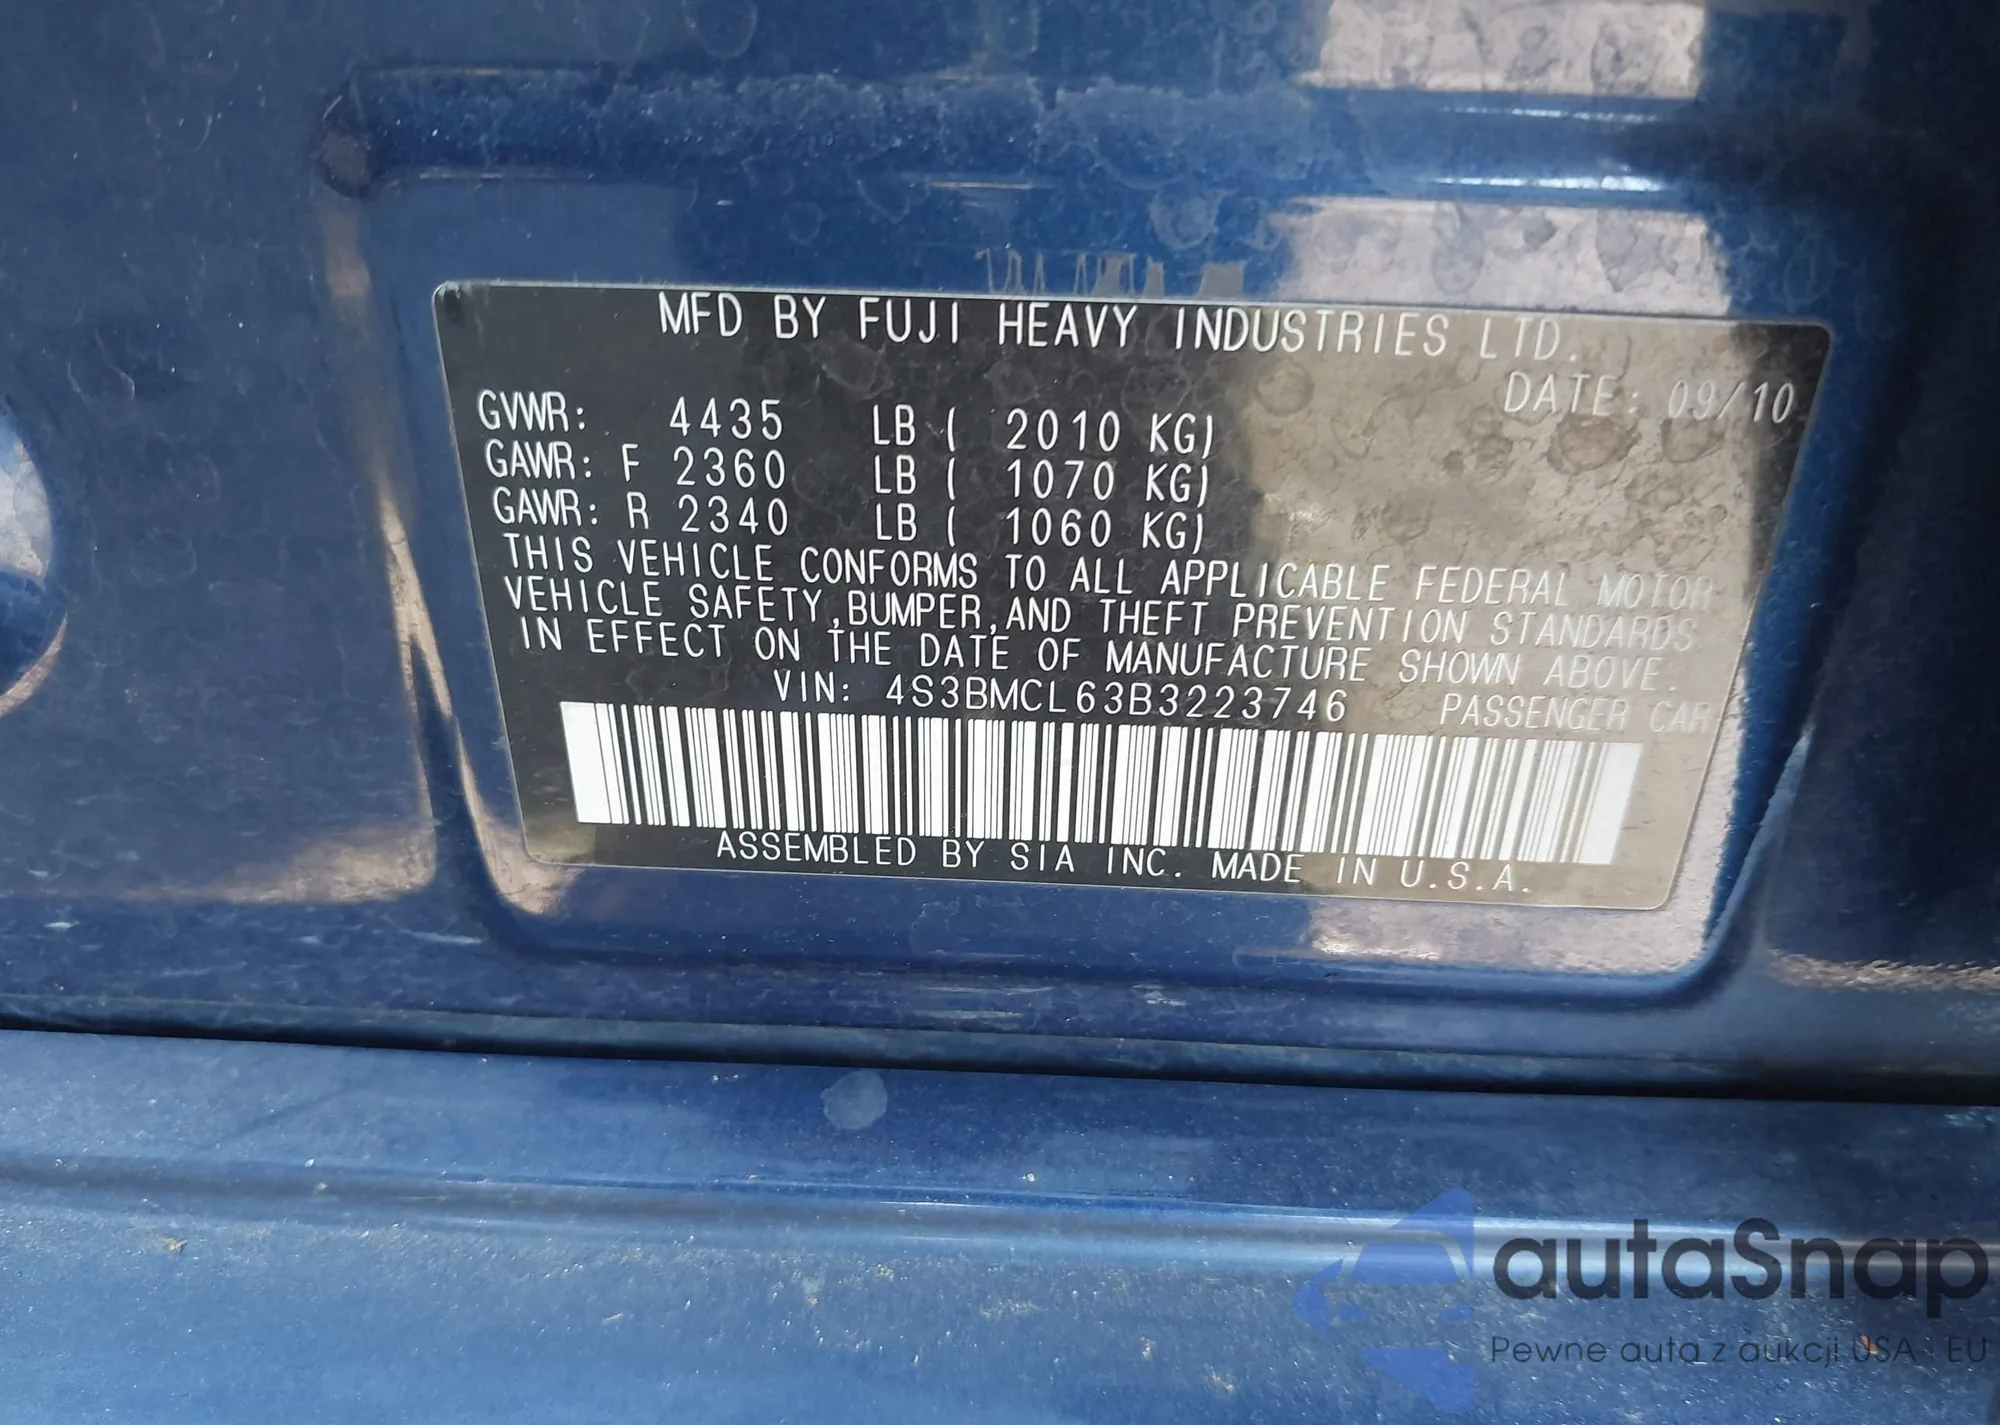 MFD BY FUJI HEAVY INDUSTRIES LTD.
DATE: 09/10
GVWR: 4435 LB ( 2010 KG)
GAWR: F 2360 LB ( 1070 KG)
GAWR: R 2340 LB ( 1060 KG)
THIS VEHICLE CONFORMS TO ALL APPLICABLE FEDERAL MOTOR
VEHICLE SAFETY,BUMPER,AND THEFT PREVENTION STANDARDS
IN EFFECT ON THE DATE OF MANUFACTURE SHOWN ABOVE.
VIN: 4S3BMCL63B3223746 PASSENGER CAR
ASSEMBLED BY SIA INC. MADE IN U.S.A.
autaSnap
Pewne auta z aukcji USA i EU